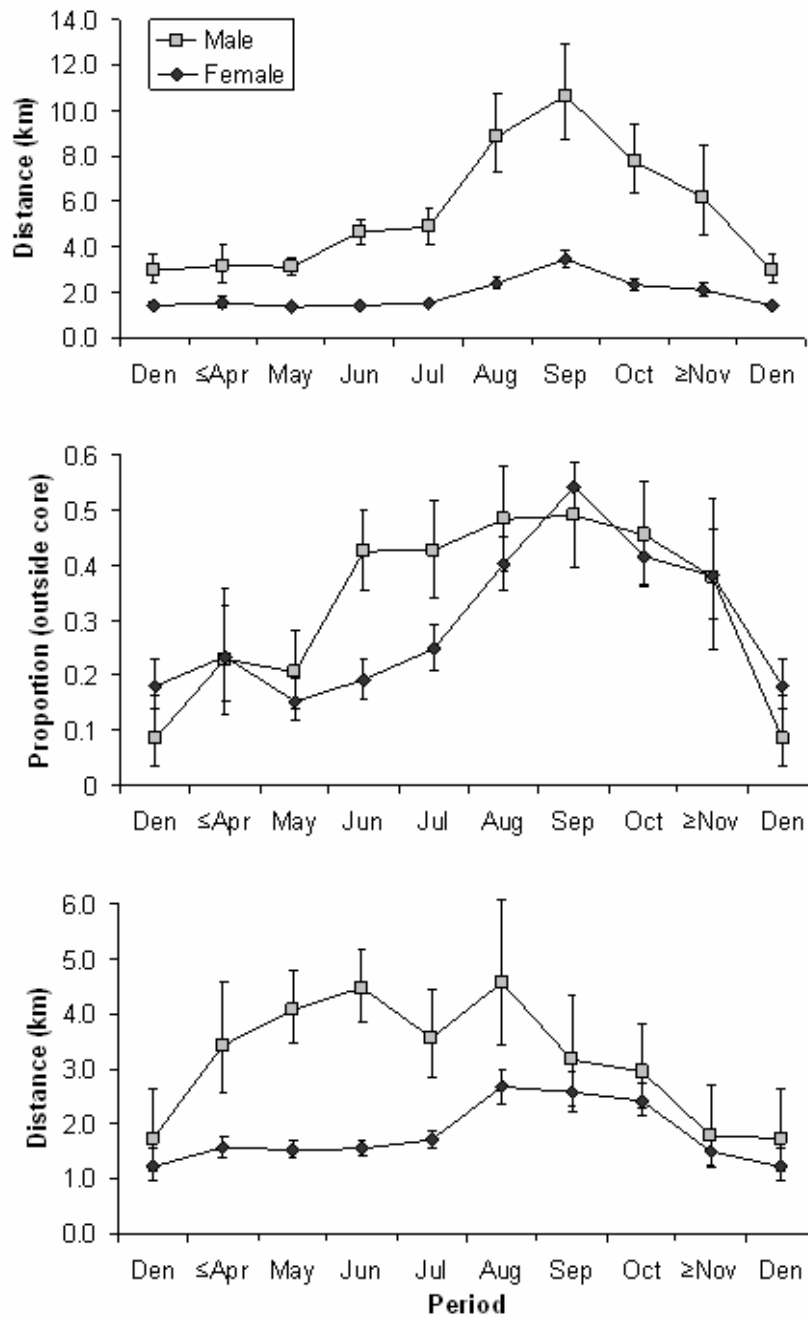 14.0
12.0
10.0
8.0
6.0
4.0
2.0
0.0
Distance (km)
Male
Female
Den ≤Apr May Jun Jul Aug Sep Oct ≥Nov Den
0.6
0.5
0.4
0.3
0.2
0.1
0
Proportion (outside core)
Den ≤Apr May Jun Jul Aug Sep Oct ≥Nov Den
6.0
5.0
4.0
3.0
2.0
1.0
0.0
Distance (km)
Den ≤Apr May Jun Jul Aug Sep Oct ≥Nov Den
Period